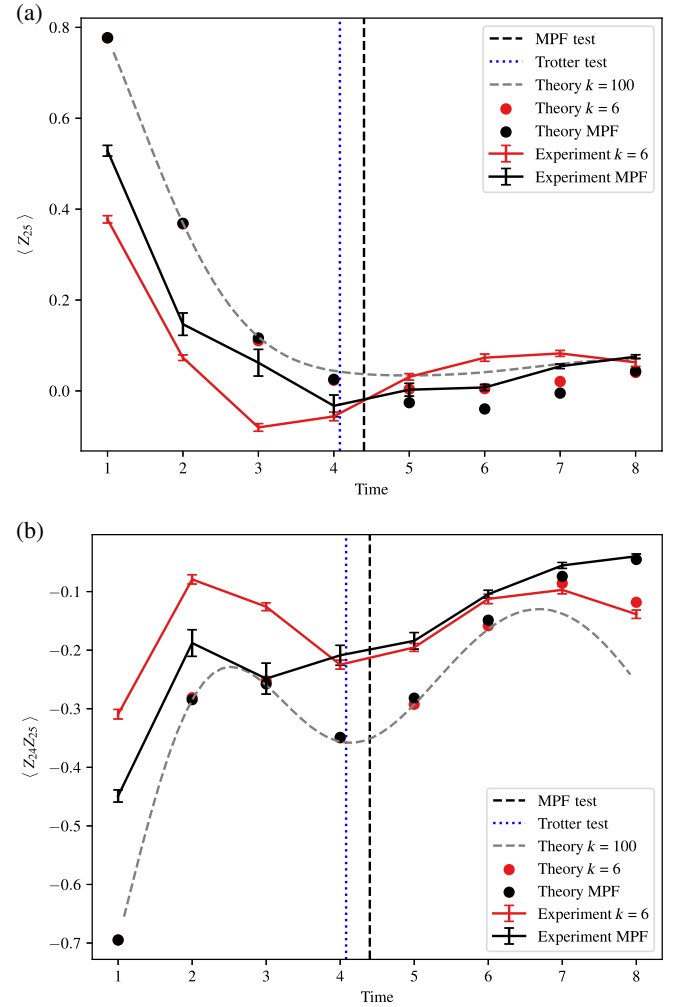 (a)
0.8
0.6
0.4
0.2
0.0
⟨ Z₂₅ ⟩
1 2 3 4 5 6 7 8
Time
MPF test
Trotter test
Theory k = 100
Theory k = 6
Theory MPF
Experiment k = 6
Experiment MPF
(b)
−0.1
−0.2
−0.3
−0.4
−0.5
−0.6
−0.7
⟨ Z₂₄Z₂₅ ⟩
1 2 3 4 5 6 7 8
Time
MPF test
Trotter test
Theory k = 100
Theory k = 6
Theory MPF
Experiment k = 6
Experiment MPF